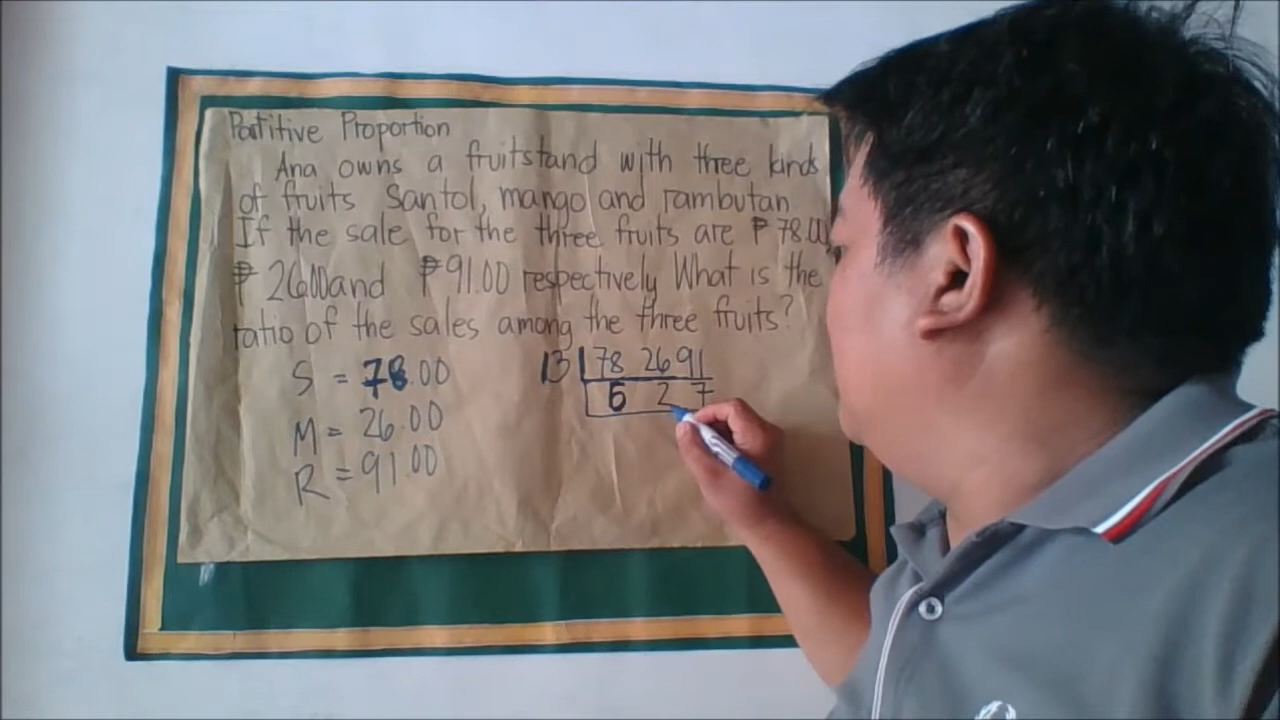 Partitive Proportion
Ana owns a fruitstand with three kinds
of fruits Santol, mango and rambutan
If the sale for the three fruits are ₱ 78.00
₱ 26.00 and ₱ 91.00 respectively What is the
ratio of the sales among the three fruits?
S = 78.00
M = 26.00
R = 91.00
13 78 26 91
6 2 7